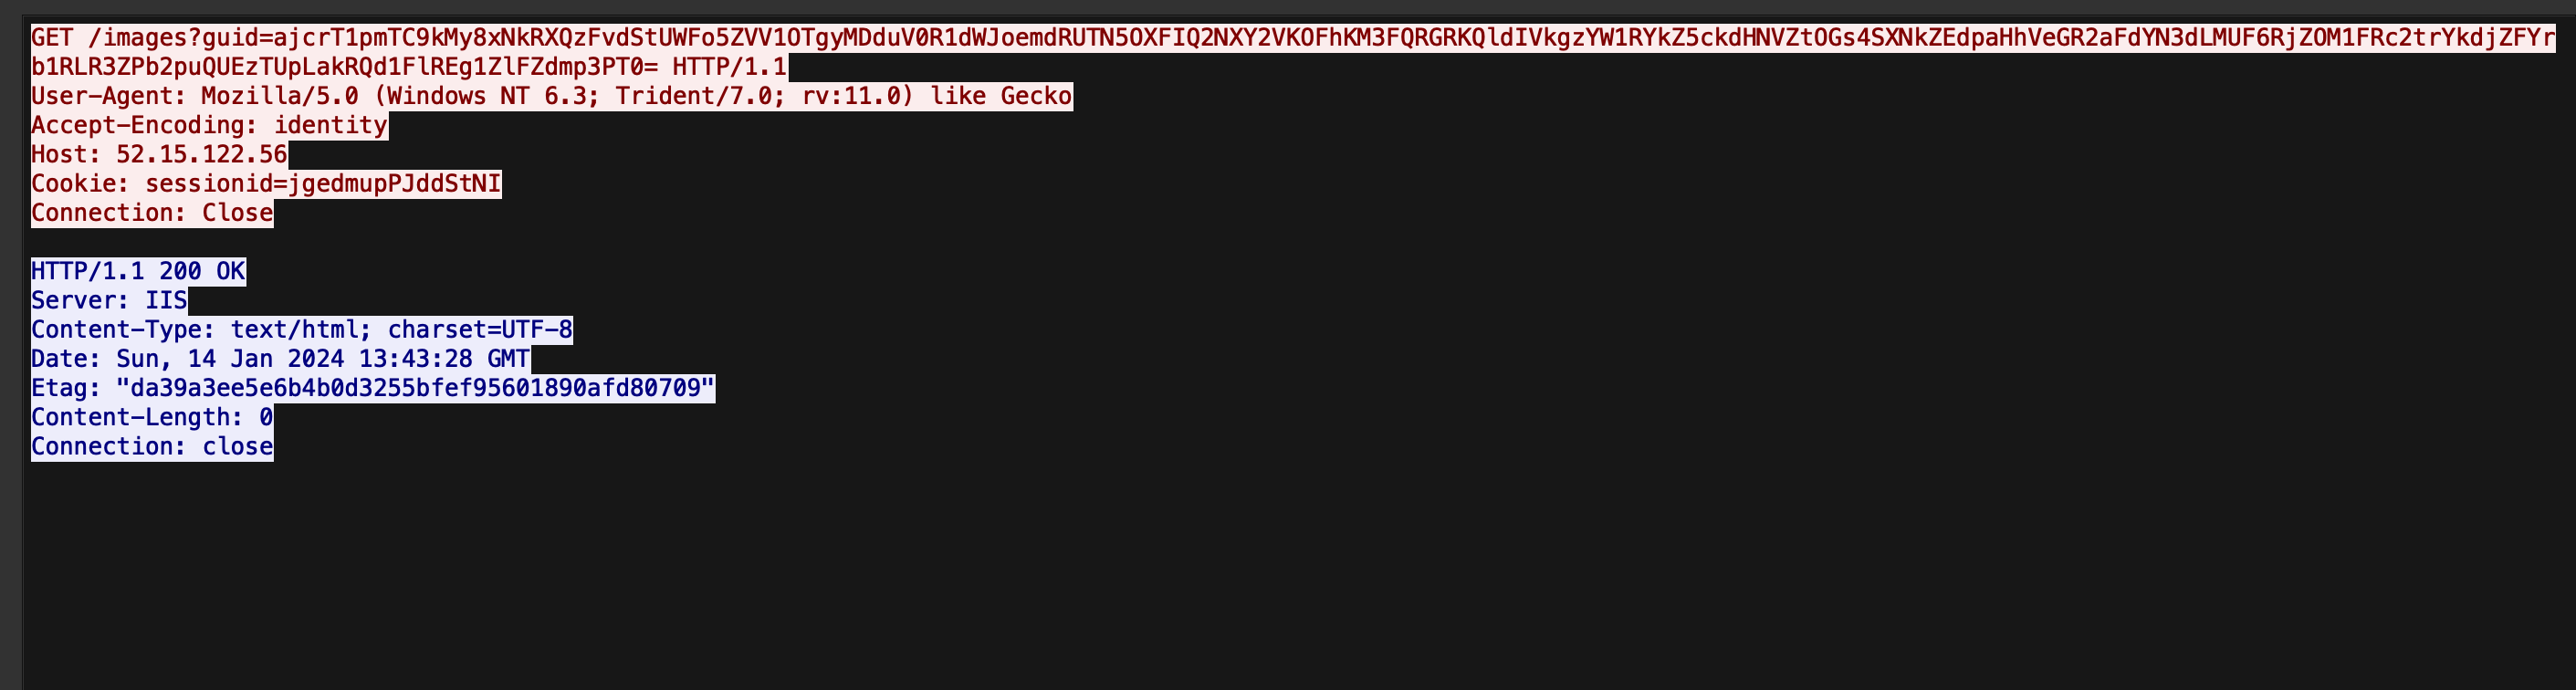 GET /images?guid=ajcrT1pmTC9kMy8xNkRXQzFvdStUWFo5ZVV1OTgyMDduV0R1dWJoemdRUTN5OXFIQ2NXY2VKOFhKM3FQRGRKQldIVkgzYW1RYkZ5ckdHNVZtOGs4SXNkZEdpaHhVeGR2aFdYN3dLMUF6RjZOM1FRc2trYkdjZFYr
b1RLR3ZPb2puQUEzTUpLakRQd1FlREg1ZlFZdmp3PT0= HTTP/1.1
User-Agent: Mozilla/5.0 (Windows NT 6.3; Trident/7.0; rv:11.0) like Gecko
Accept-Encoding: identity
Host: 52.15.122.56
Cookie: sessionid=jgedmupPJddStNI
Connection: Close
HTTP/1.1 200 OK
Server: IIS
Content-Type: text/html; charset=UTF-8
Date: Sun, 14 Jan 2024 13:43:28 GMT
Etag: "da39a3ee5e6b4b0d3255bfef95601890afd80709"
Content-Length: 0
Connection: close